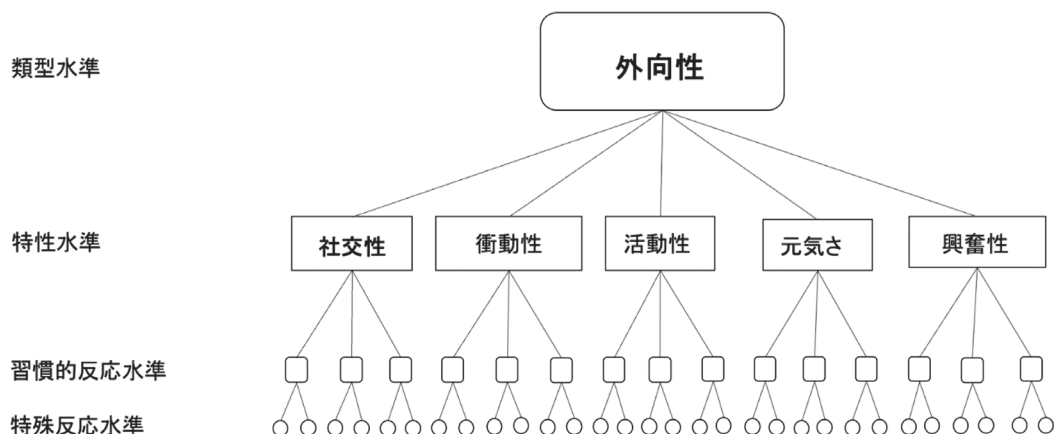 類型水準
外向性
特性水準
社交性
衝動性
活動性
元気さ
興奮性
習慣的反応水準
特殊反応水準